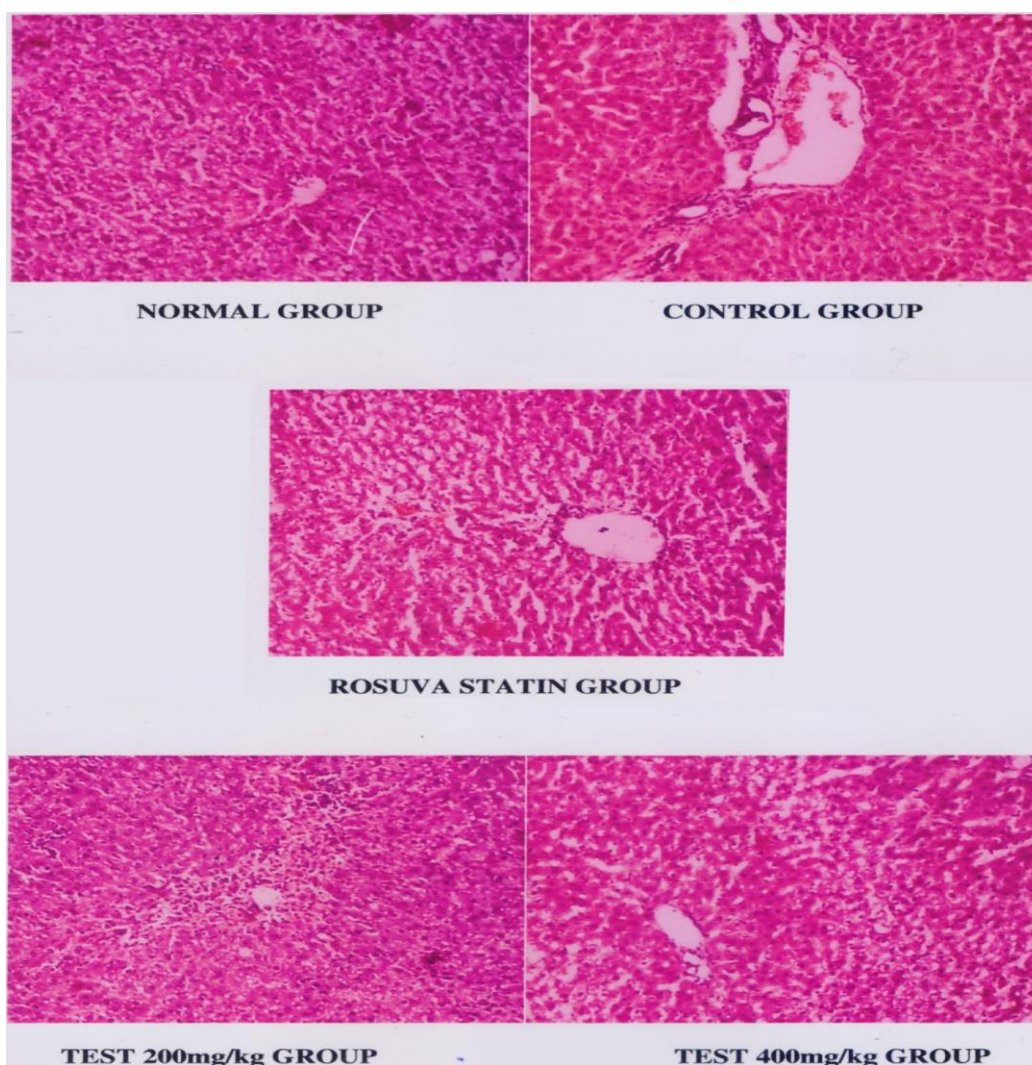 NORMAL GROUP
CONTROL GROUP
ROSUVA STATIN GROUP
TEST 200mg/kg GROUP
TEST 400mg/kg GROUP